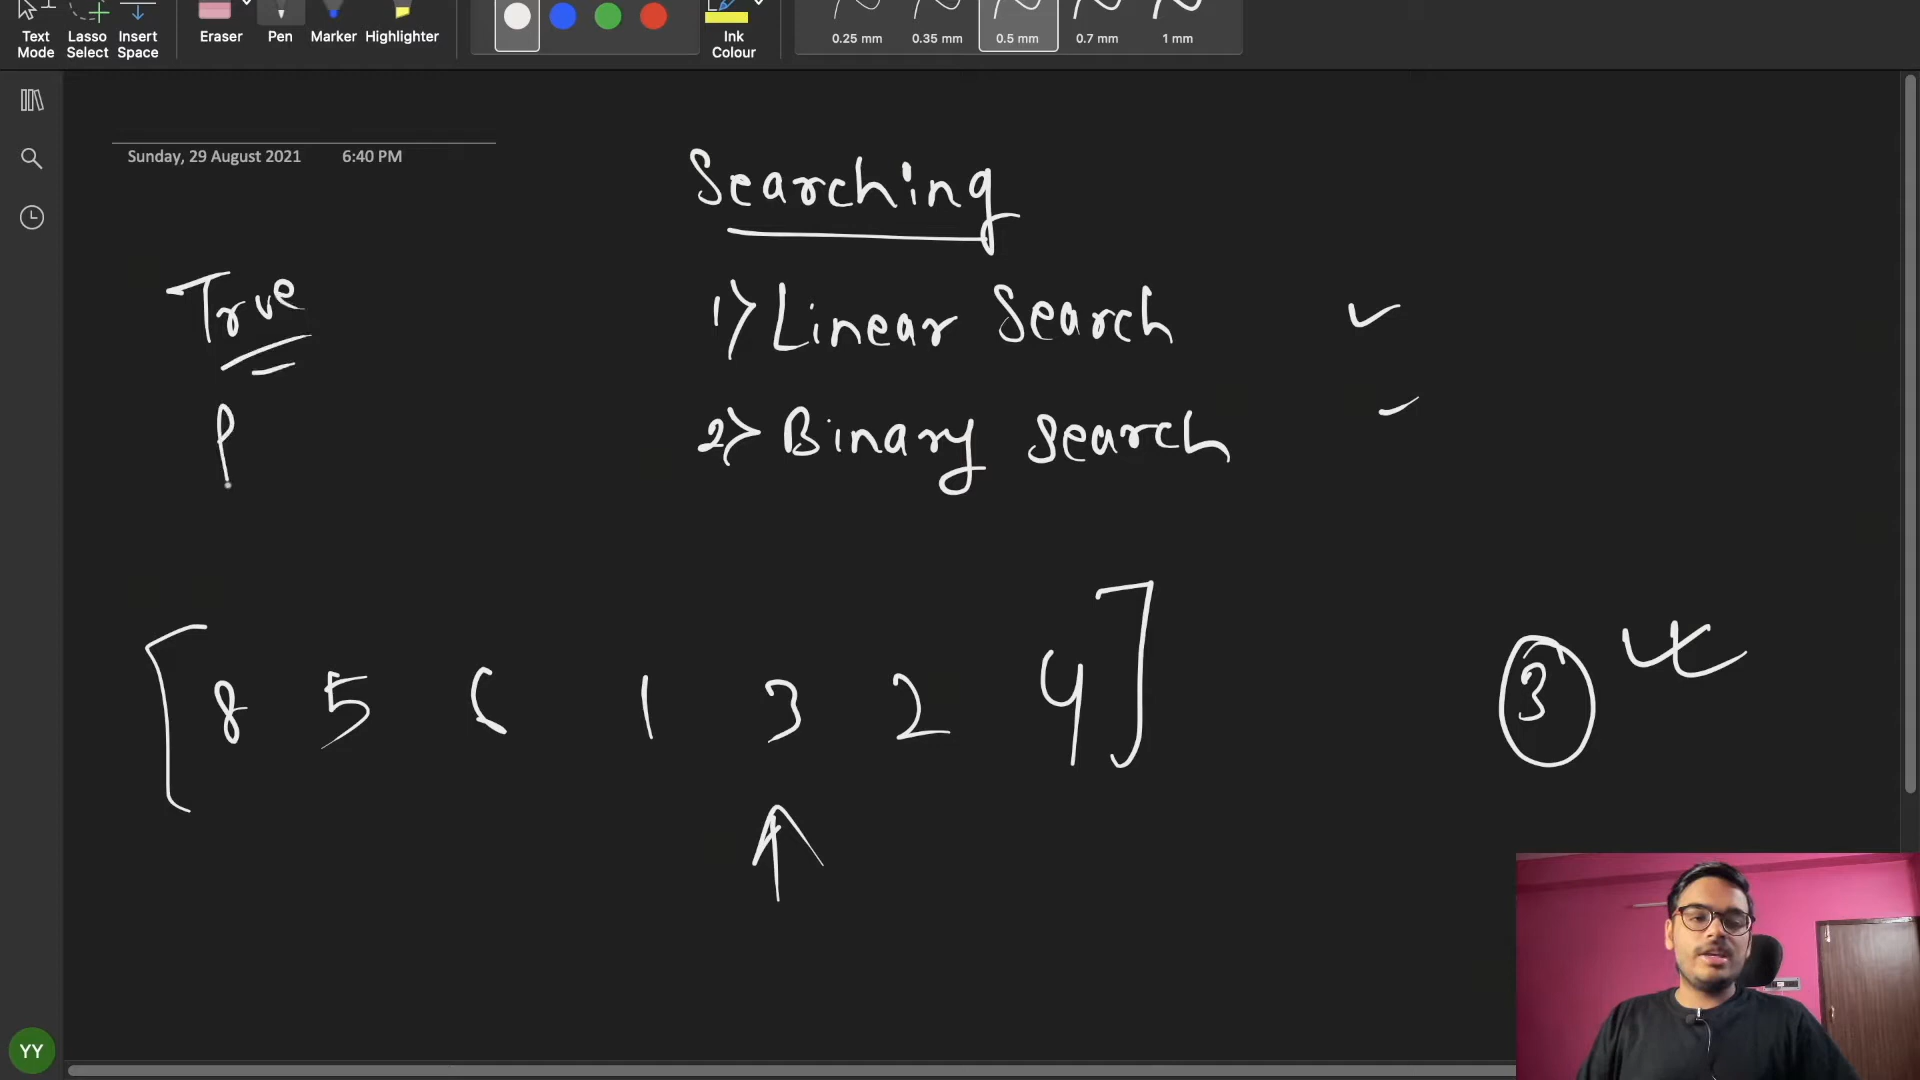 Text Mode
Lasso Select
Insert Space
Eraser
Pen
Marker
Highlighter
Ink Colour
0.25 mm
0.35 mm
0.5 mm
0.7 mm
1 mm
Sunday, 29 August 2021 6:40 PM
Searching
True
1) Linear Search
P
2) Binary Search
[8 5 6 1 3 2 4]
3
YY